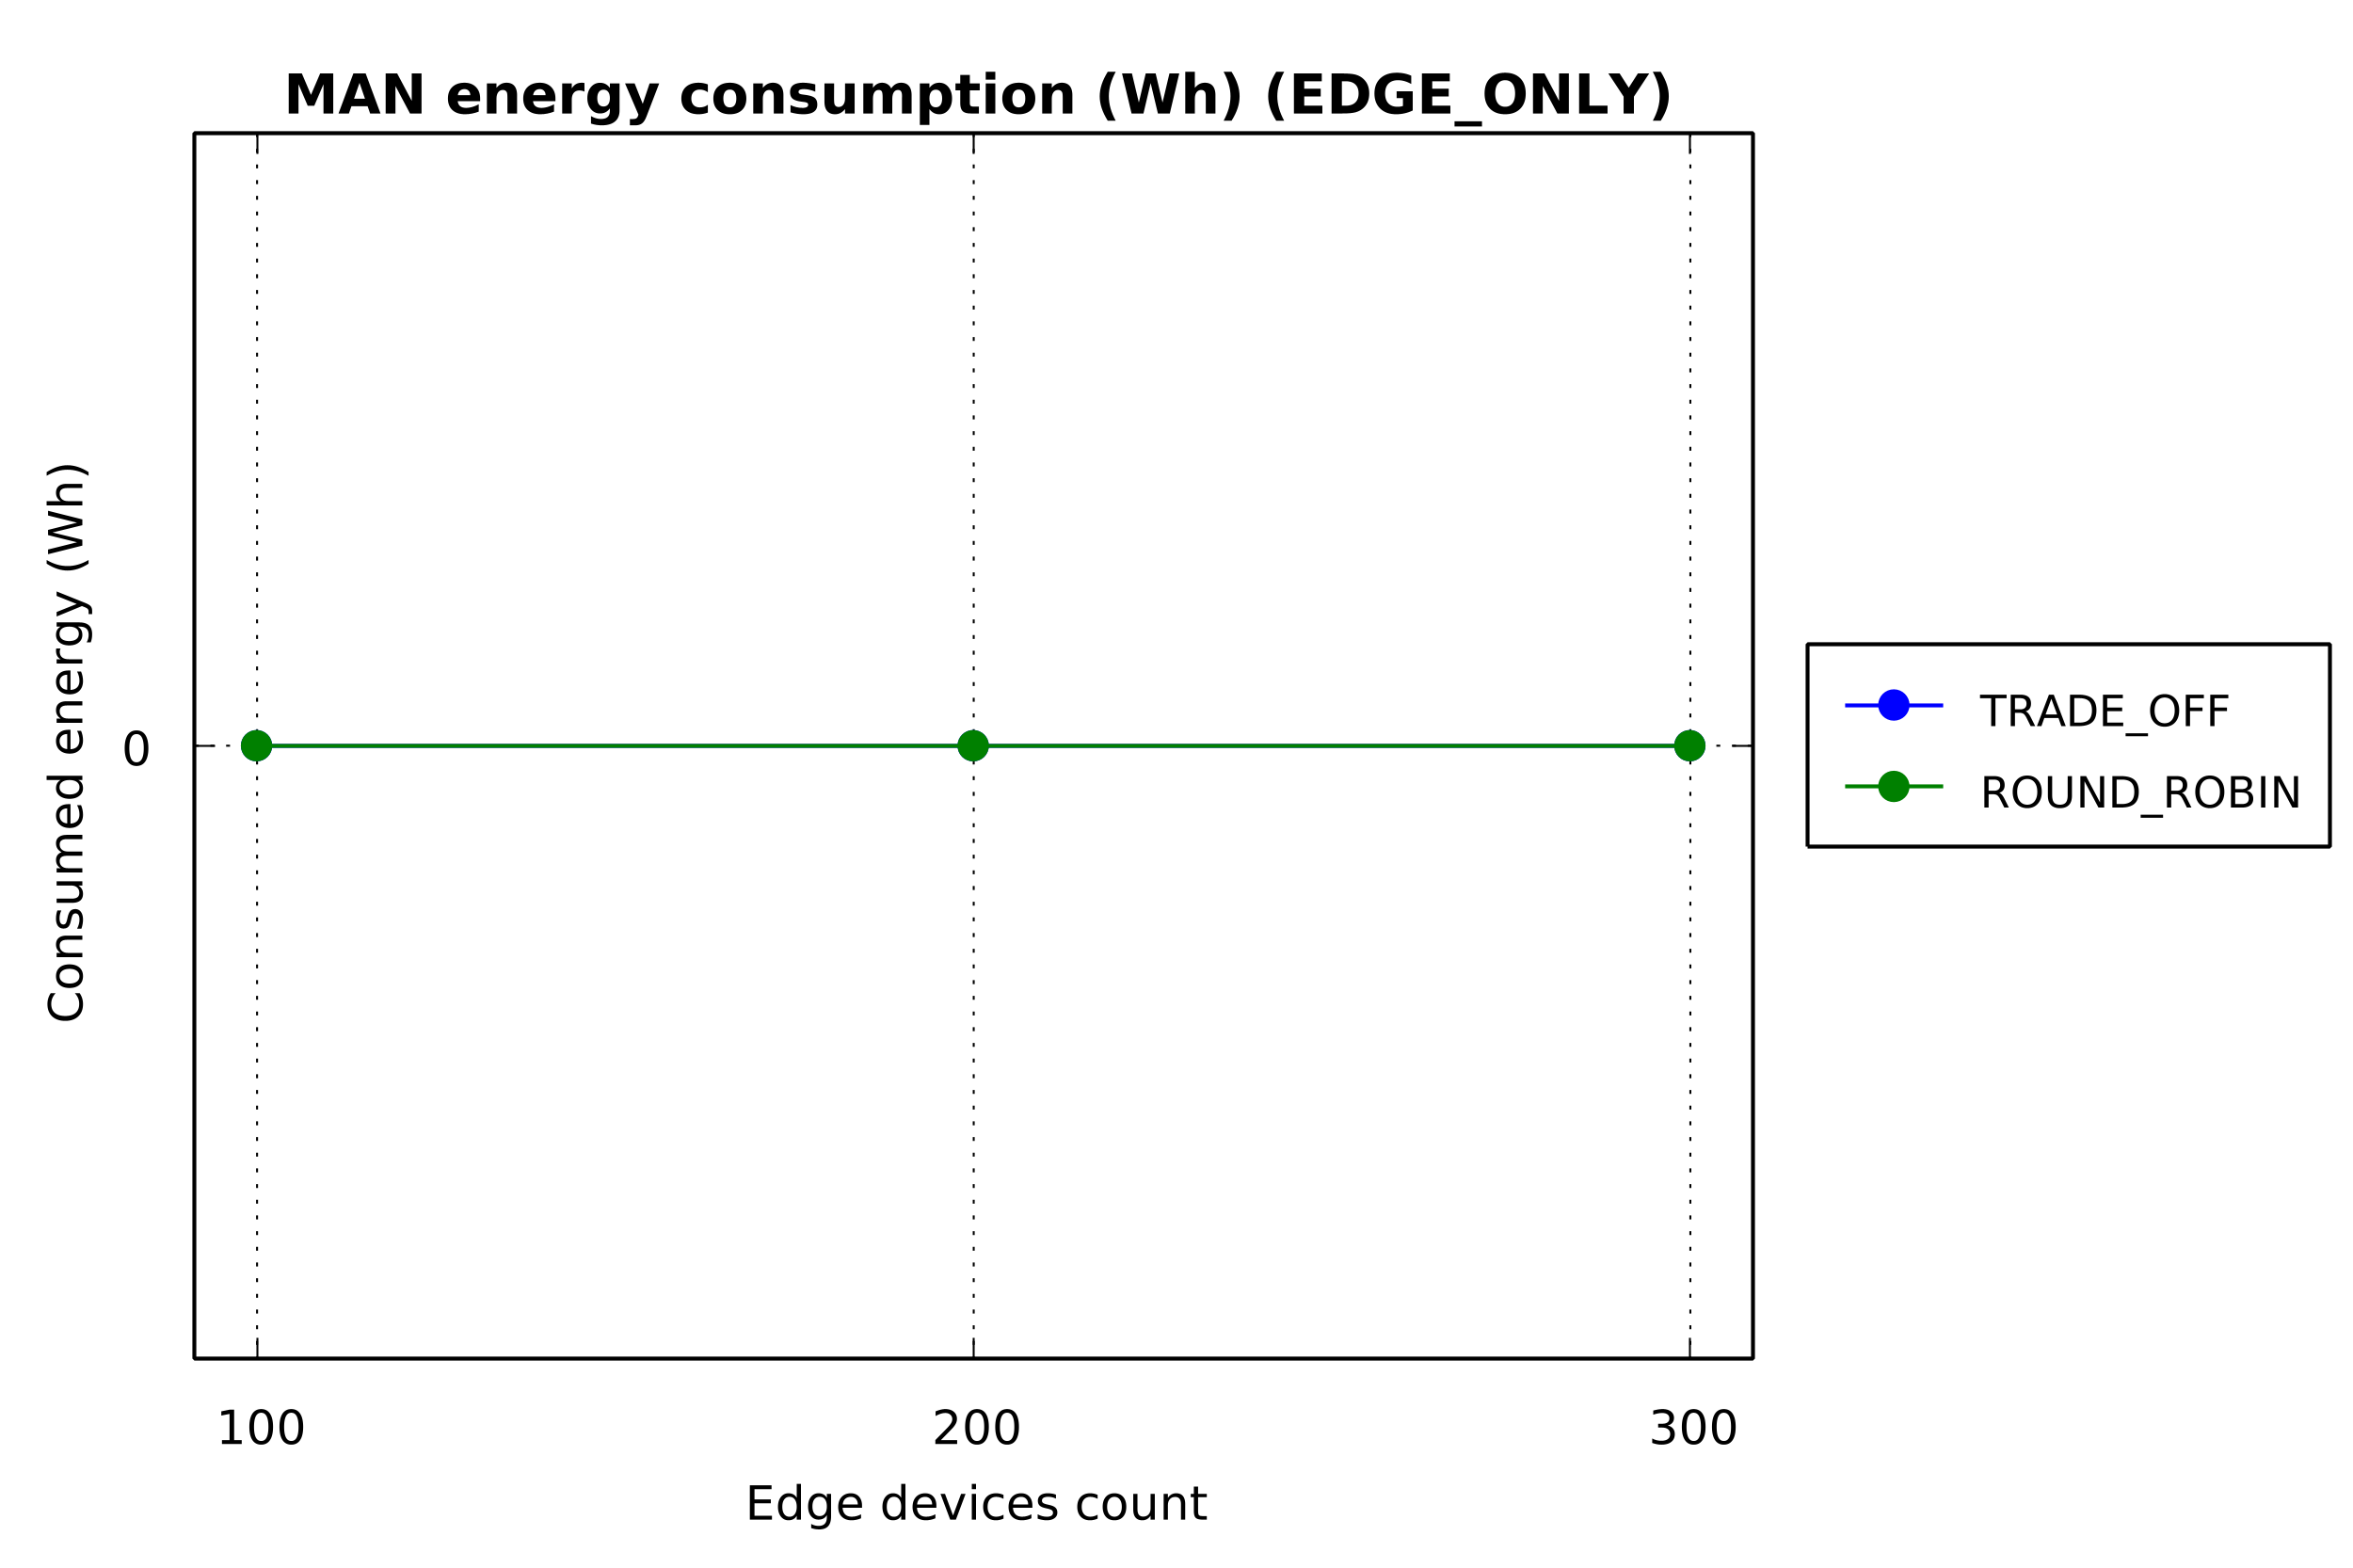 MAN energy consumption (Wh) (EDGE_ONLY)
Consumed energy (Wh)
0
TRADE_OFF
ROUND_ROBIN
100
200
300
Edge devices count